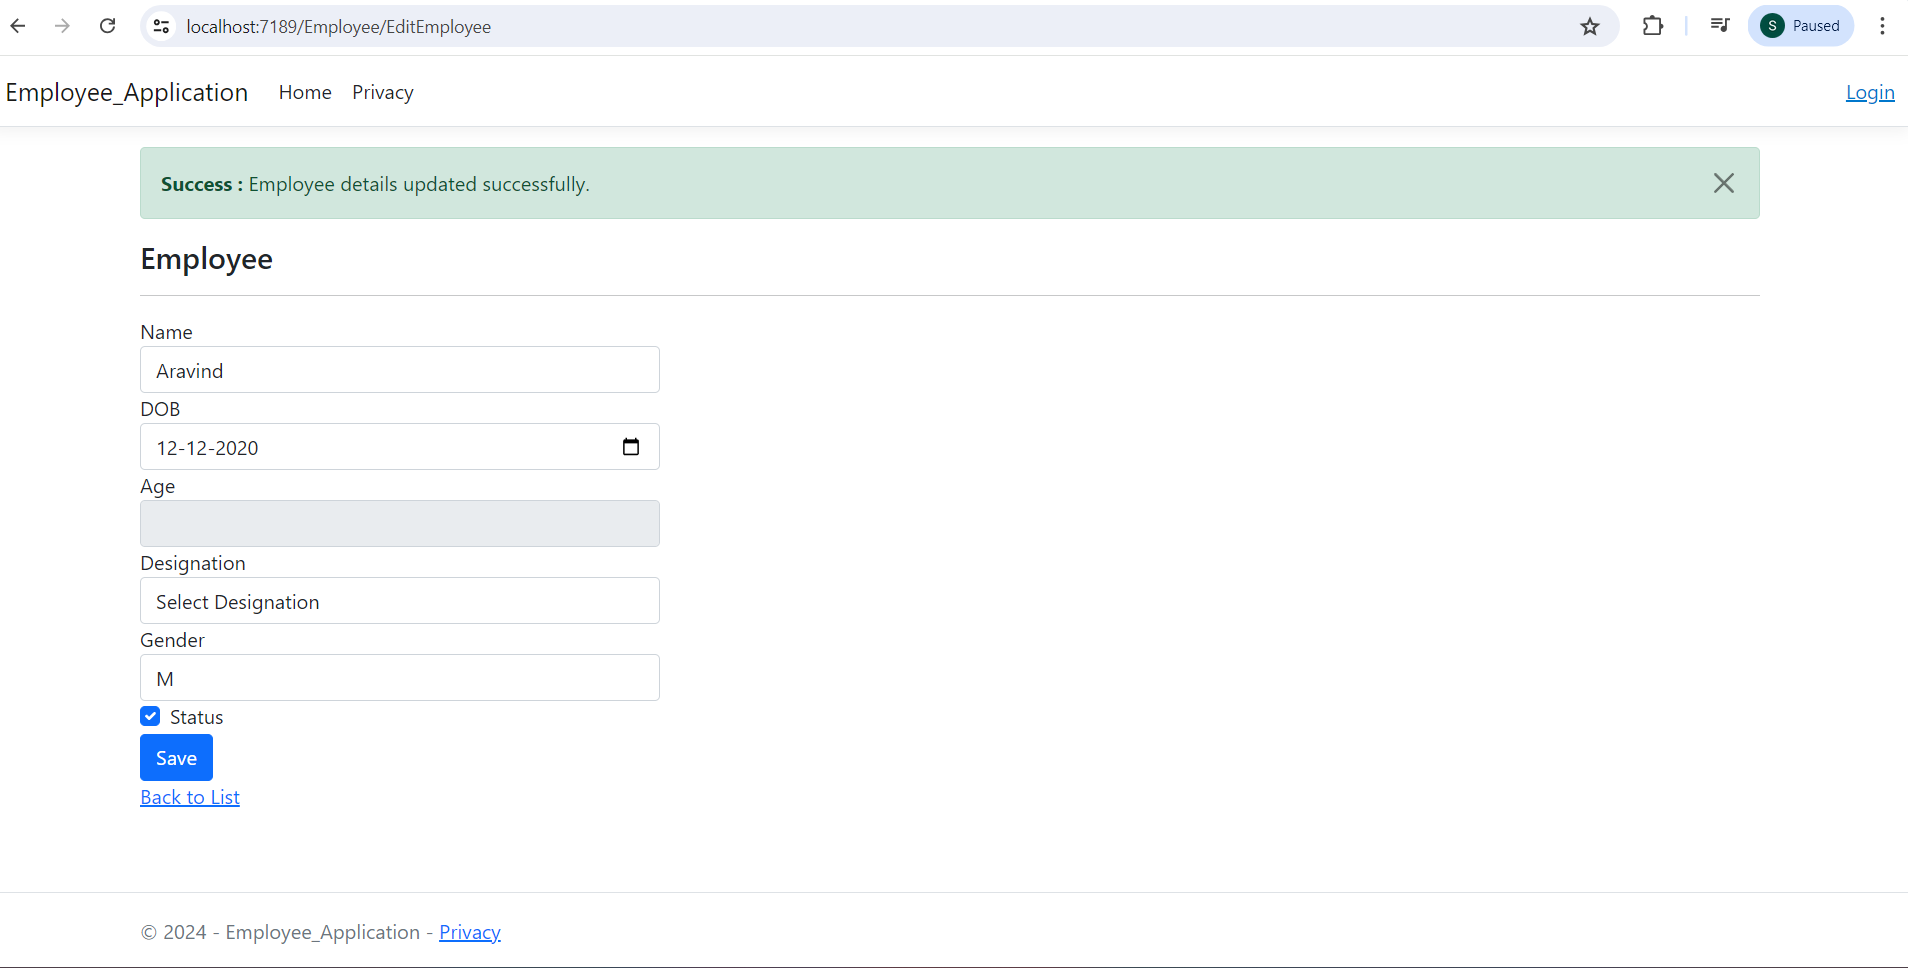 localhost:7189/Employee/EditEmployee
S Paused
Employee_Application Home Privacy Login
Success : Employee details updated successfully.
Employee
Name
Aravind
DOB
12-12-2020
Age
Designation
Select Designation
Gender
M
Status
Save
Back to List
© 2024 - Employee_Application - Privacy